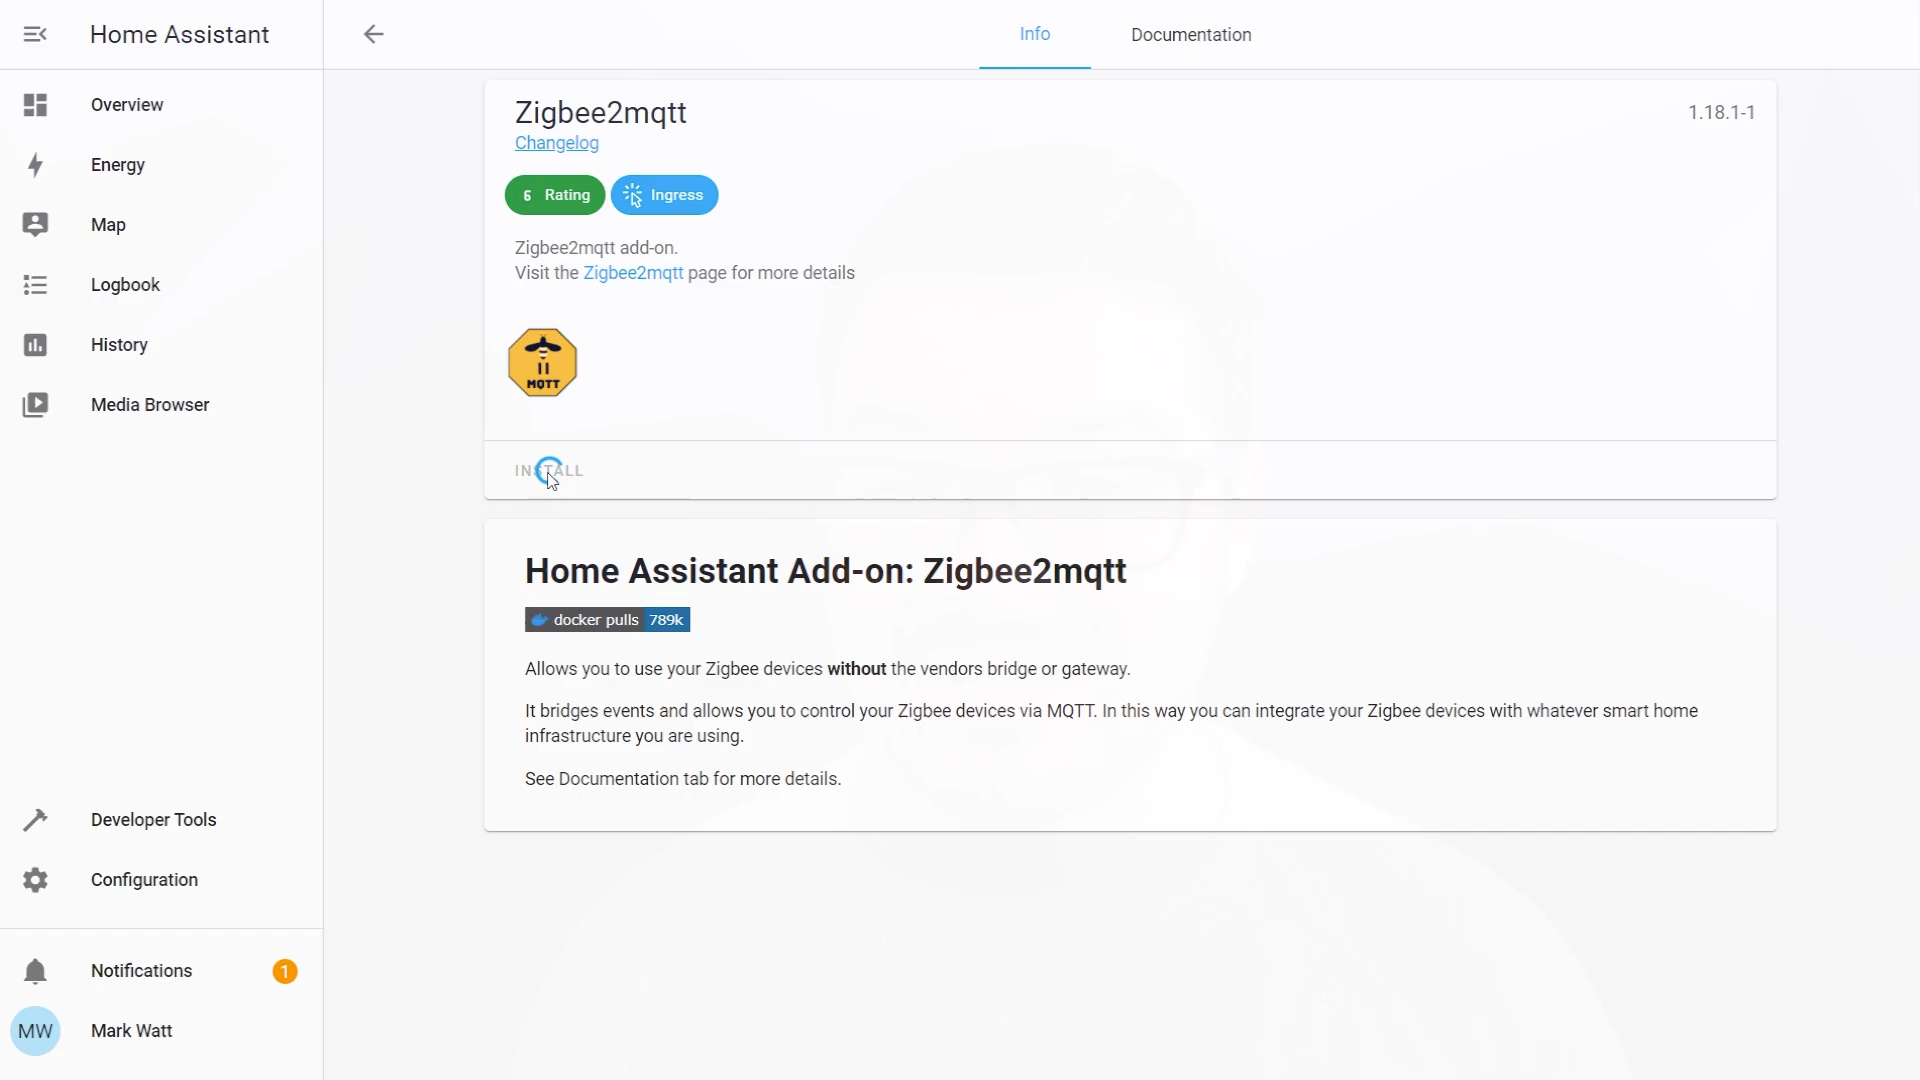 Home Assistant
Info
Documentation
Overview
Energy
Map
Logbook
History
Media Browser
Developer Tools
Configuration
Notifications
1
MW
Mark Watt
Zigbee2mqtt
1.18.1-1
Changelog
6 Rating
Ingress
Zigbee2mqtt add-on.
Visit the Zigbee2mqtt page for more details
MQTT
INSTALL
Home Assistant Add-on: Zigbee2mqtt
docker pulls 789k
Allows you to use your Zigbee devices without the vendors bridge or gateway.
It bridges events and allows you to control your Zigbee devices via MQTT. In this way you can integrate your Zigbee devices with whatever smart home
infrastructure you are using.
See Documentation tab for more details.